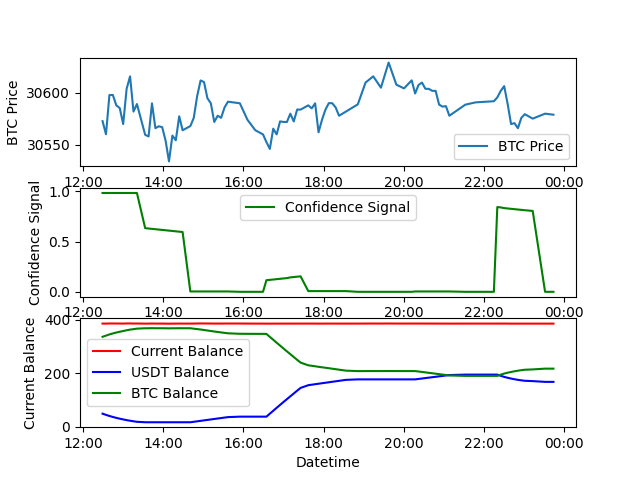 BTC Price
30600
30550
BTC Price
12:00 14:00 16:00 18:00 20:00 22:00 00:00
Confidence Signal
1.0
0.5
0.0
Confidence Signal
12:00 14:00 16:00 18:00 20:00 22:00 00:00
Current Balance
400
200
0
Current Balance
USDT Balance
BTC Balance
12:00 14:00 16:00 18:00 20:00 22:00 00:00
Datetime